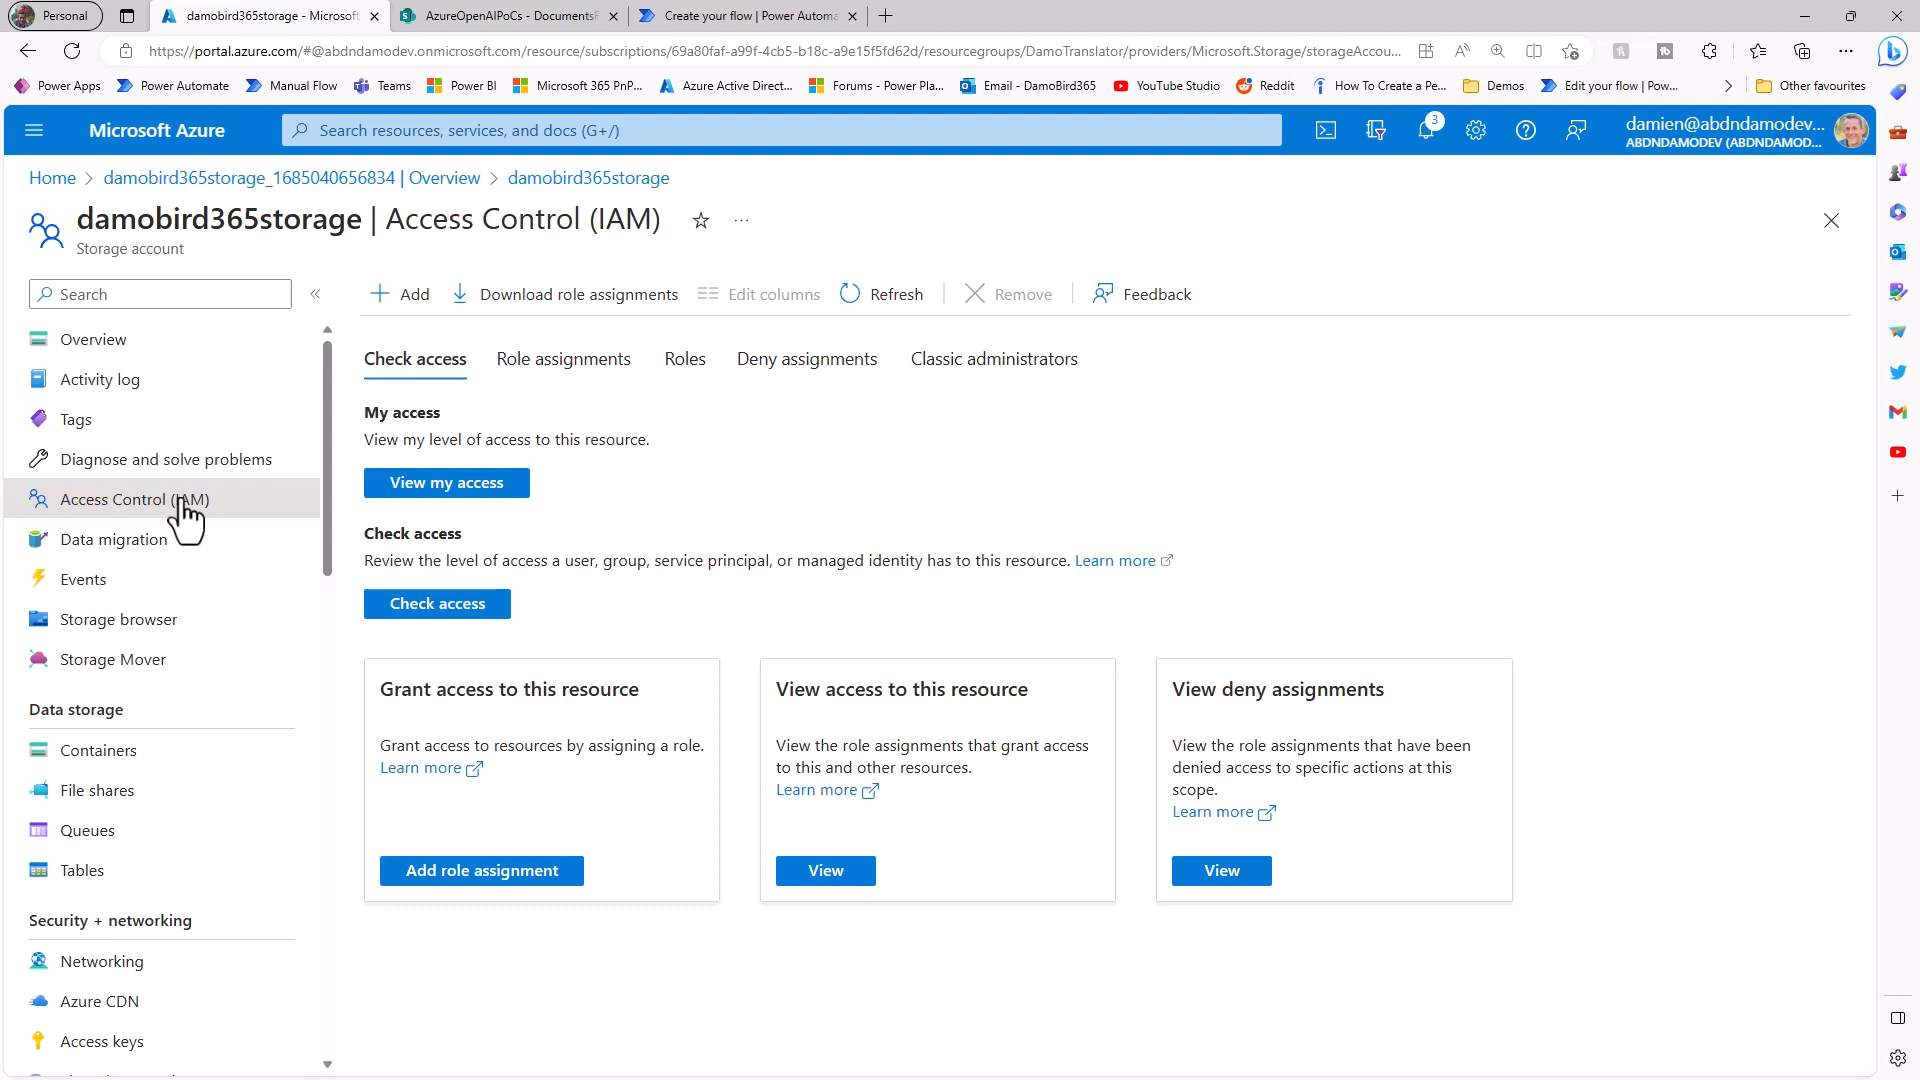 Personal
damobird365storage - Microsoft
AzureOpenAIPoCs - Documents
Create your flow | Power Automa
https://portal.azure.com/#@abdndamodev.onmicrosoft.com/resource/subscriptions/69a80faf-a99f-4cb5-b18c-a9e15f5fd62d/resourcegroups/DamoTranslator/providers/Microsoft.Storage/storageAccou...
Power Apps
Power Automate
Manual Flow
Teams
Power BI
Microsoft 365 PnP...
Azure Active Direct...
Forums - Power Pla...
Email - DamoBird365
YouTube Studio
Reddit
How To Create a Pe...
Demos
Edit your flow | Pow...
Other favourites
Microsoft Azure
Search resources, services, and docs (G+/)
3
damien@abdndamodev...
ABDNDAMODEV (ABDNDAMOD...
Home > damobird365storage_1685040656834 | Overview > damobird365storage
damobird365storage | Access Control (IAM)
Storage account
Search
Add
Download role assignments
Edit columns
Refresh
Remove
Feedback
Overview
Activity log
Tags
Diagnose and solve problems
Access Control (IAM)
Data migration
Events
Storage browser
Storage Mover
Data storage
Containers
File shares
Queues
Tables
Security + networking
Networking
Azure CDN
Access keys
Check access
Role assignments
Roles
Deny assignments
Classic administrators
My access
View my level of access to this resource.
View my access
Check access
Review the level of access a user, group, service principal, or managed identity has to this resource. Learn more
Check access
Grant access to this resource
Grant access to resources by assigning a role.
Learn more
Add role assignment
View access to this resource
View the role assignments that grant access
to this and other resources.
Learn more
View
View deny assignments
View the role assignments that have been
denied access to specific actions at this
scope.
Learn more
View